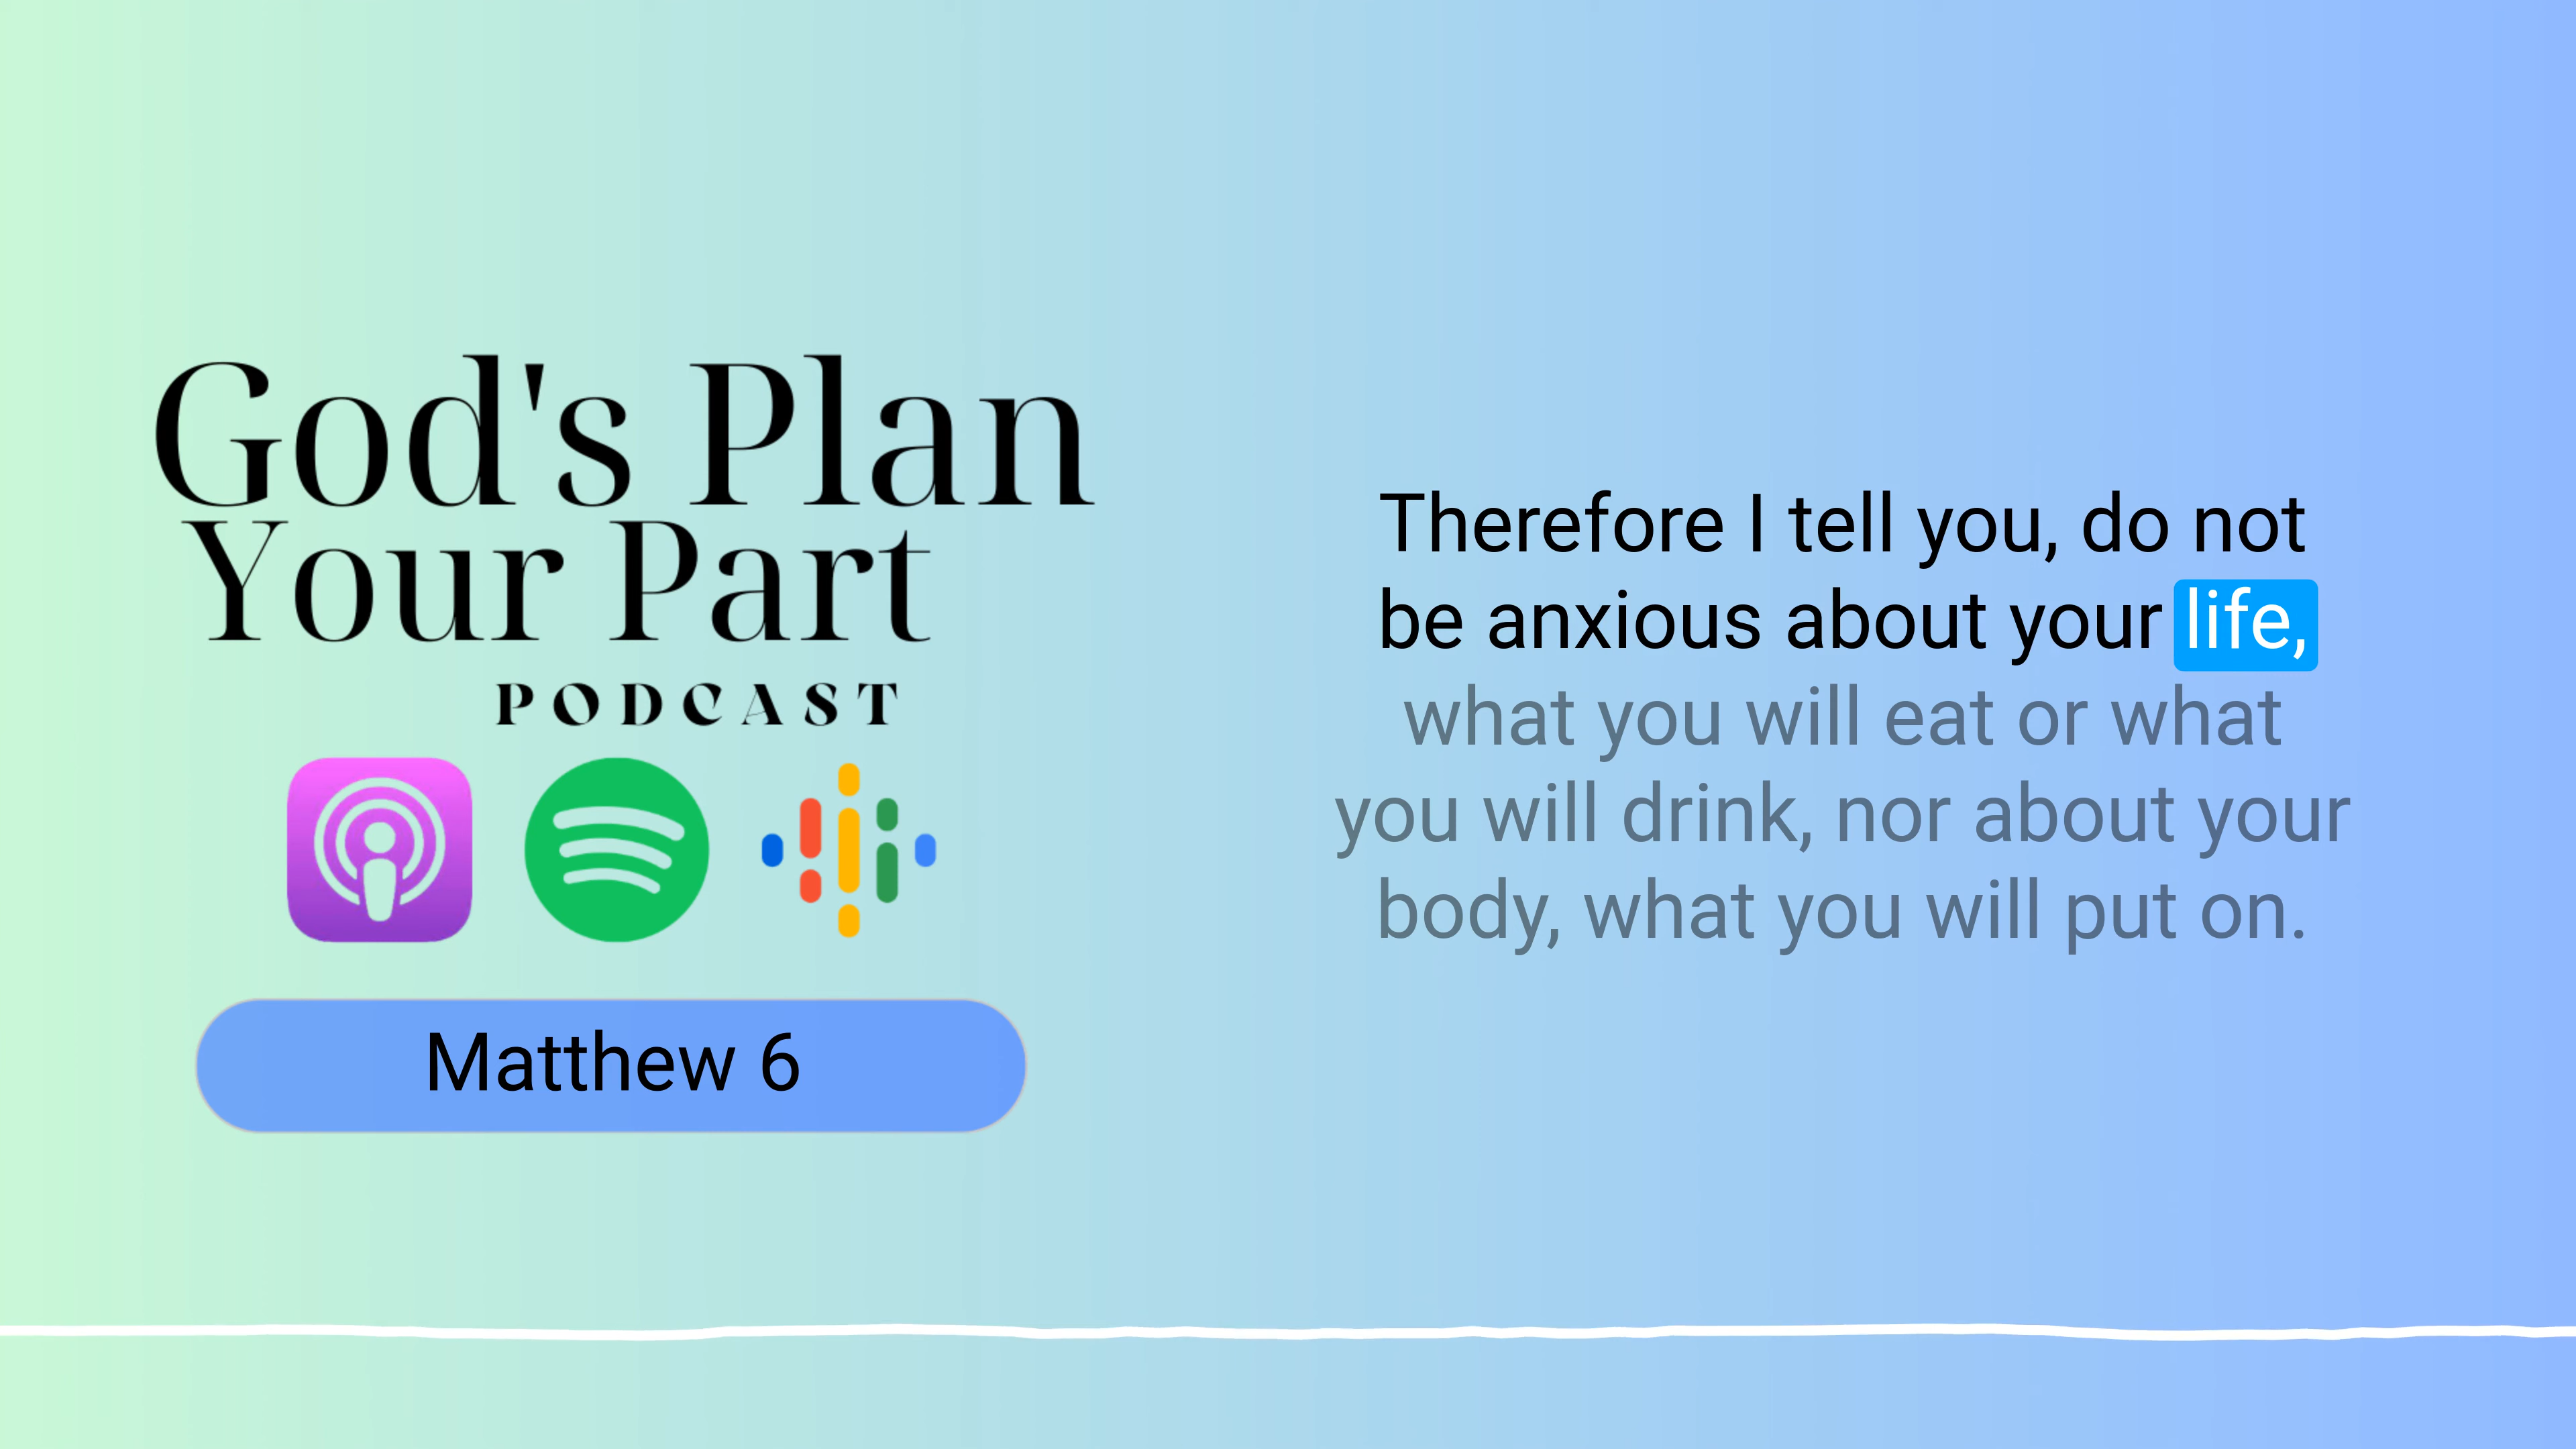 God's Plan
Your Part
PODCAST
Matthew 6
Therefore I tell you, do not
be anxious about your life,
what you will eat or what
you will drink, nor about your
body, what you will put on.